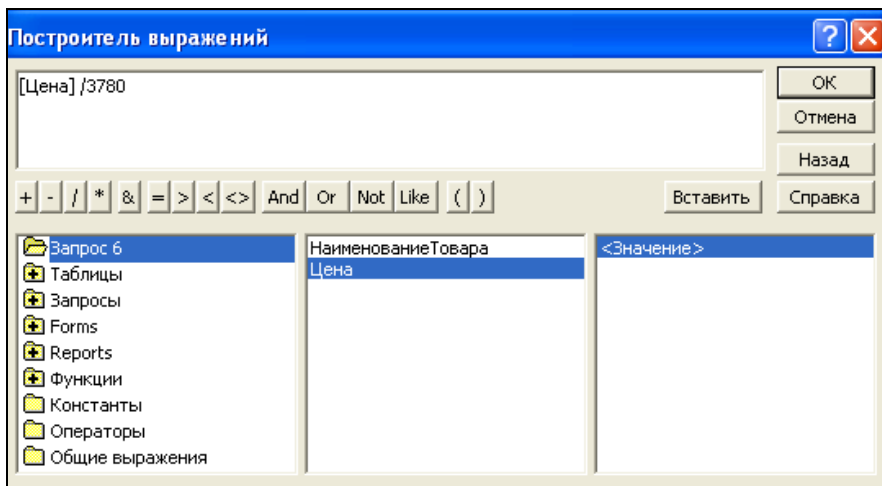 Построитель выражений
[Цена] /3780
ОК
Отмена
Назад
+ - / * & = > < <> And Or Not Like ( ) Вставить Справка
Запрос 6
Таблицы
Запросы
Forms
Reports
Функции
Константы
Операторы
Общие выражения
НаименованиеТовара
Цена
<Значение>